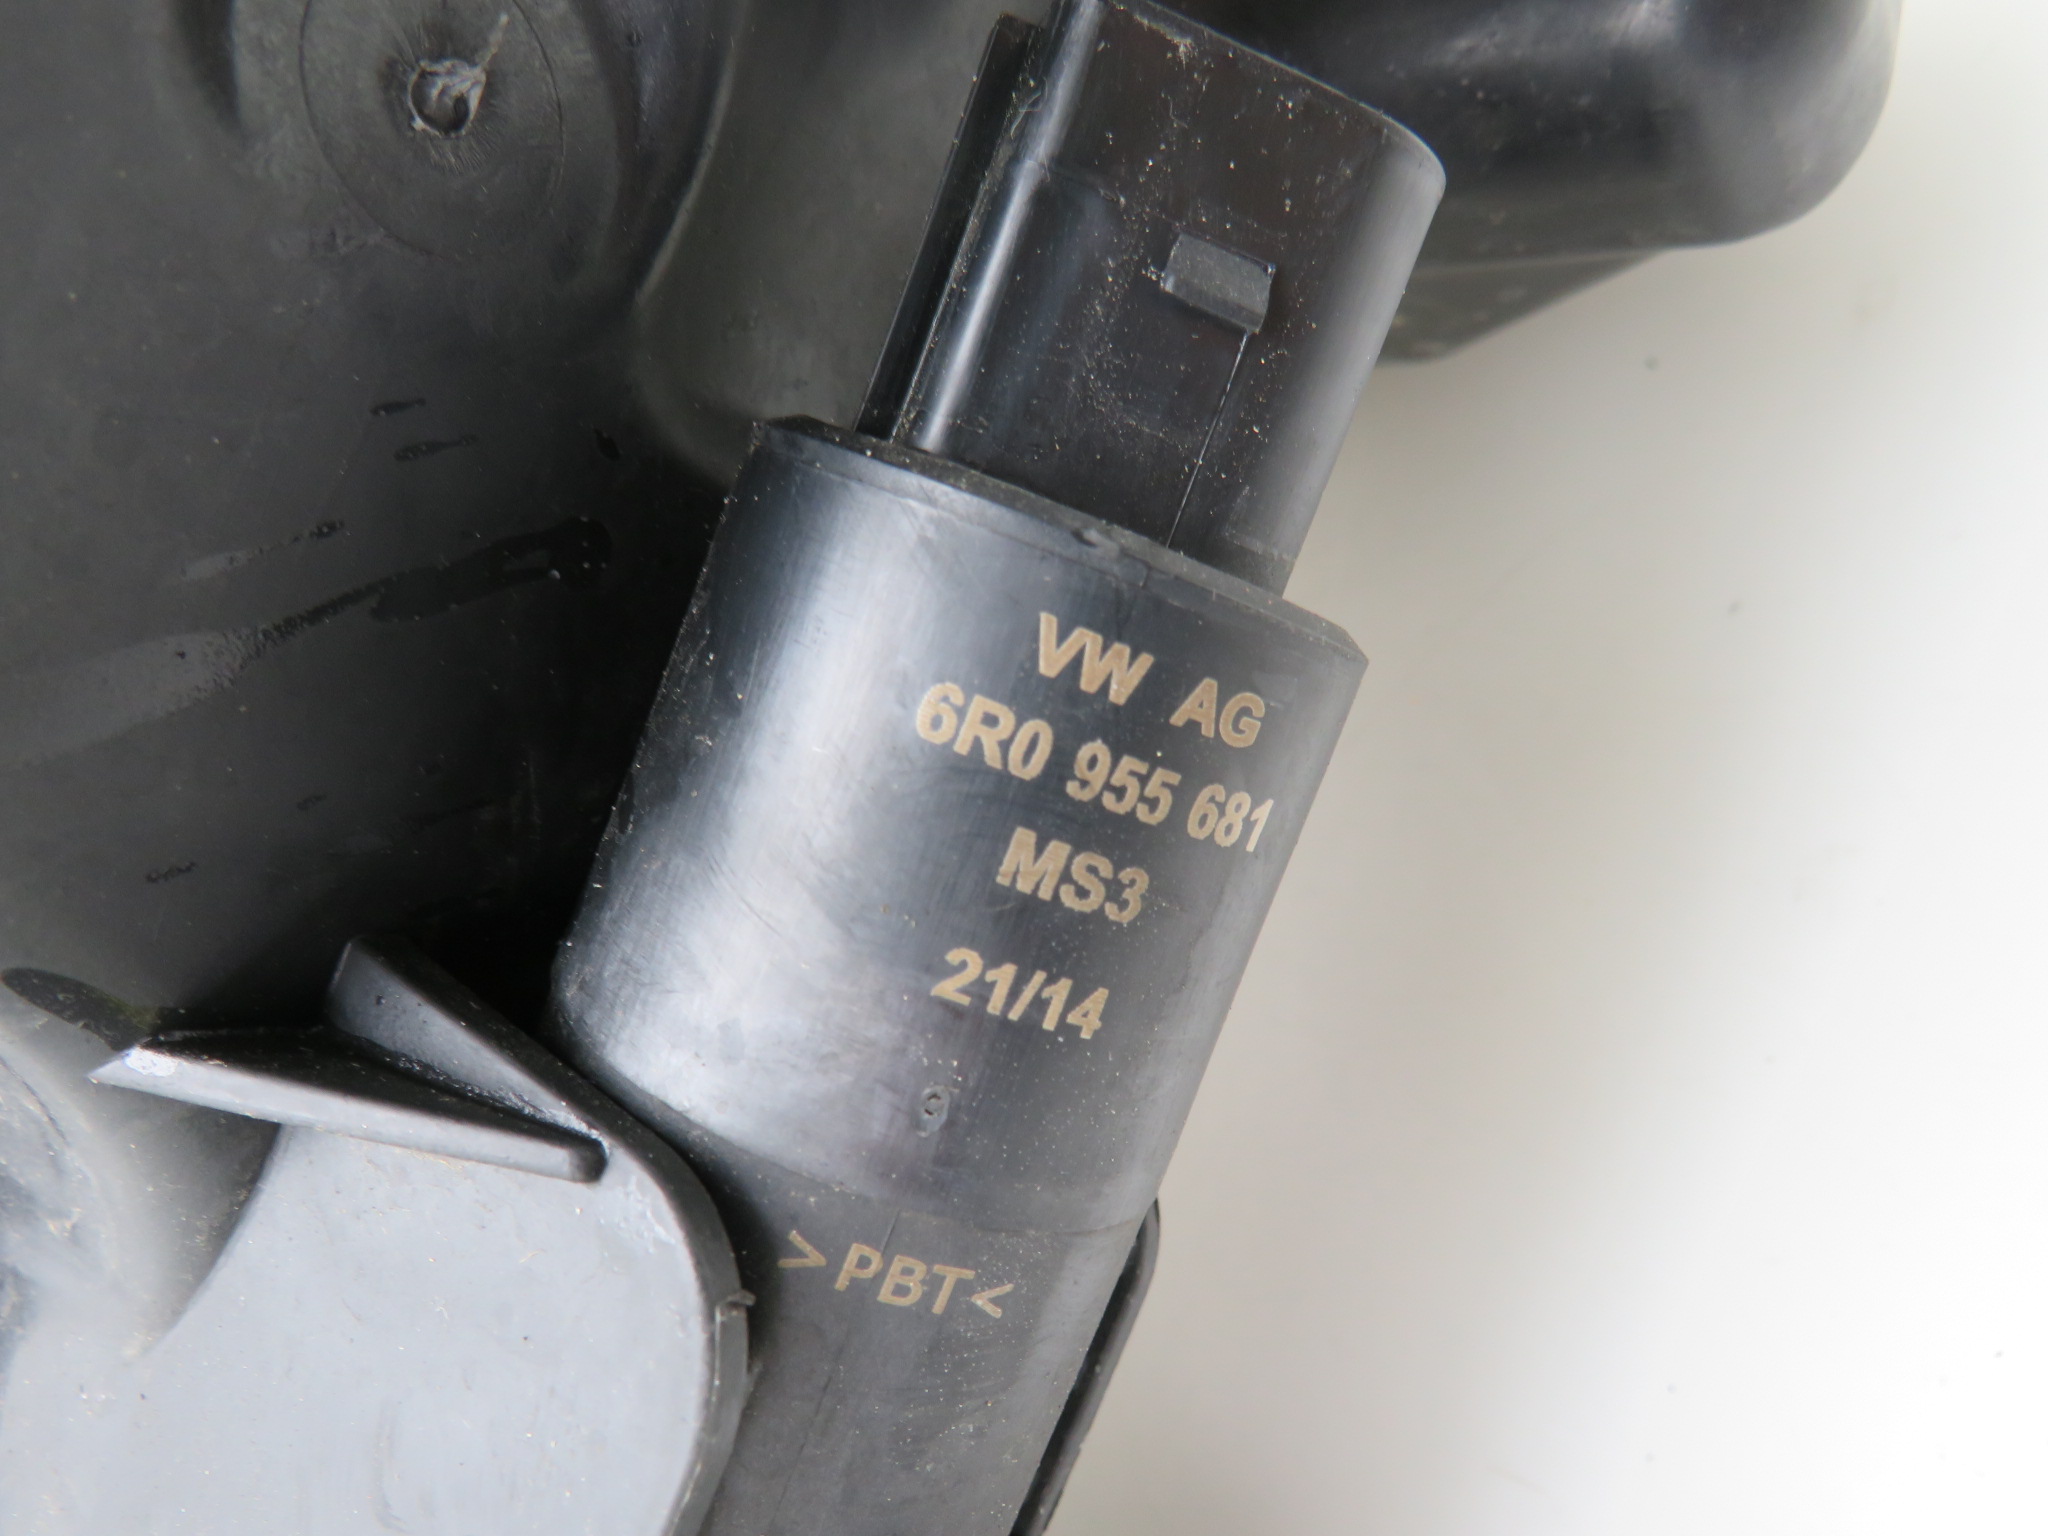 VW AG
6R0 955 681
MS3
21/14
>PBT<